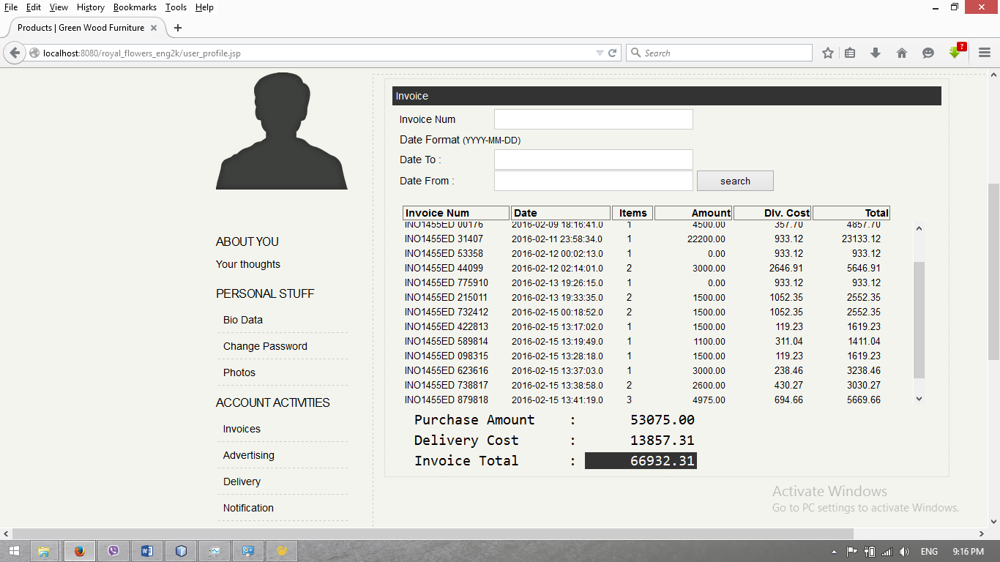 File Edit View History Bookmarks Tools Help
Products | Green Wood Furniture
localhost:8080/royal_flowers_eng2k/user_profile.jsp
Search
?
ABOUT YOU
Your thoughts
PERSONAL STUFF
Bio Data
Change Password
Photos
ACCOUNT ACTIVITIES
Invoices
Advertising
Delivery
Notification
Invoice
Invoice Num
Date Format (YYYY-MM-DD)
Date To :
Date From : search
Invoice Num Date Items Amount Dlv. Cost Total
INO1455ED 00176 2016-02-09 18:16:41.0 1 4500.00 357.70 4857.70
INO1455ED 31407 2016-02-11 23:58:34.0 1 22200.00 933.12 23133.12
INO1455ED 53358 2016-02-12 00:02:13.0 1 0.00 933.12 933.12
INO1455ED 44099 2016-02-12 02:14:01.0 2 3000.00 2646.91 5646.91
INO1455ED 775910 2016-02-13 19:26:15.0 1 0.00 933.12 933.12
INO1455ED 215011 2016-02-13 19:33:35.0 2 1500.00 1052.35 2552.35
INO1455ED 732412 2016-02-15 00:18:52.0 2 1500.00 1052.35 2552.35
INO1455ED 422813 2016-02-15 13:17:02.0 1 1500.00 119.23 1619.23
INO1455ED 589814 2016-02-15 13:19:49.0 1 1100.00 311.04 1411.04
INO1455ED 098315 2016-02-15 13:28:18.0 1 1500.00 119.23 1619.23
INO1455ED 623616 2016-02-15 13:37:03.0 1 3000.00 238.46 3238.46
INO1455ED 738817 2016-02-15 13:38:58.0 2 2600.00 430.27 3030.27
INO1455ED 879818 2016-02-15 13:41:19.0 3 4975.00 694.66 5669.66
Purchase Amount : 53075.00
Delivery Cost : 13857.31
Invoice Total : 66932.31
Activate Windows
Go to PC settings to activate Windows.
ENG 9:16 PM